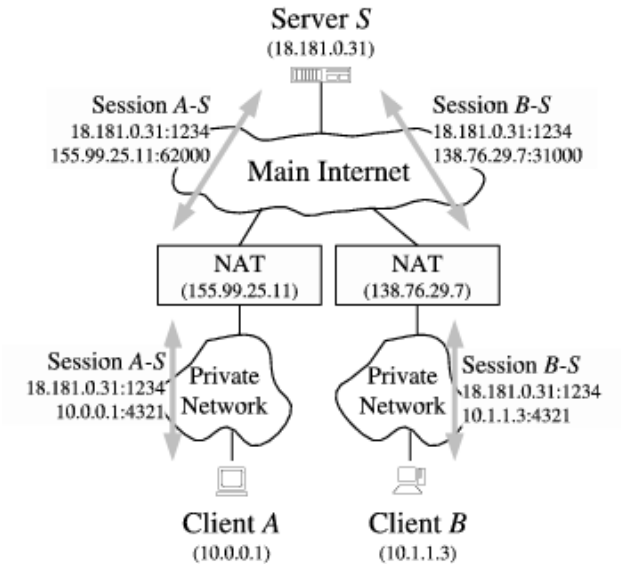 Server S
(18.181.0.31)
Session A-S
18.181.0.31:1234
155.99.25.11:62000
Session B-S
18.181.0.31:1234
138.76.29.7:31000
Main Internet
NAT
(155.99.25.11)
NAT
(138.76.29.7)
Session A-S
18.181.0.31:1234
10.0.0.1:4321
Private
Network
Private
Network
Session B-S
18.181.0.31:1234
10.1.1.3:4321
Client A
(10.0.0.1)
Client B
(10.1.1.3)